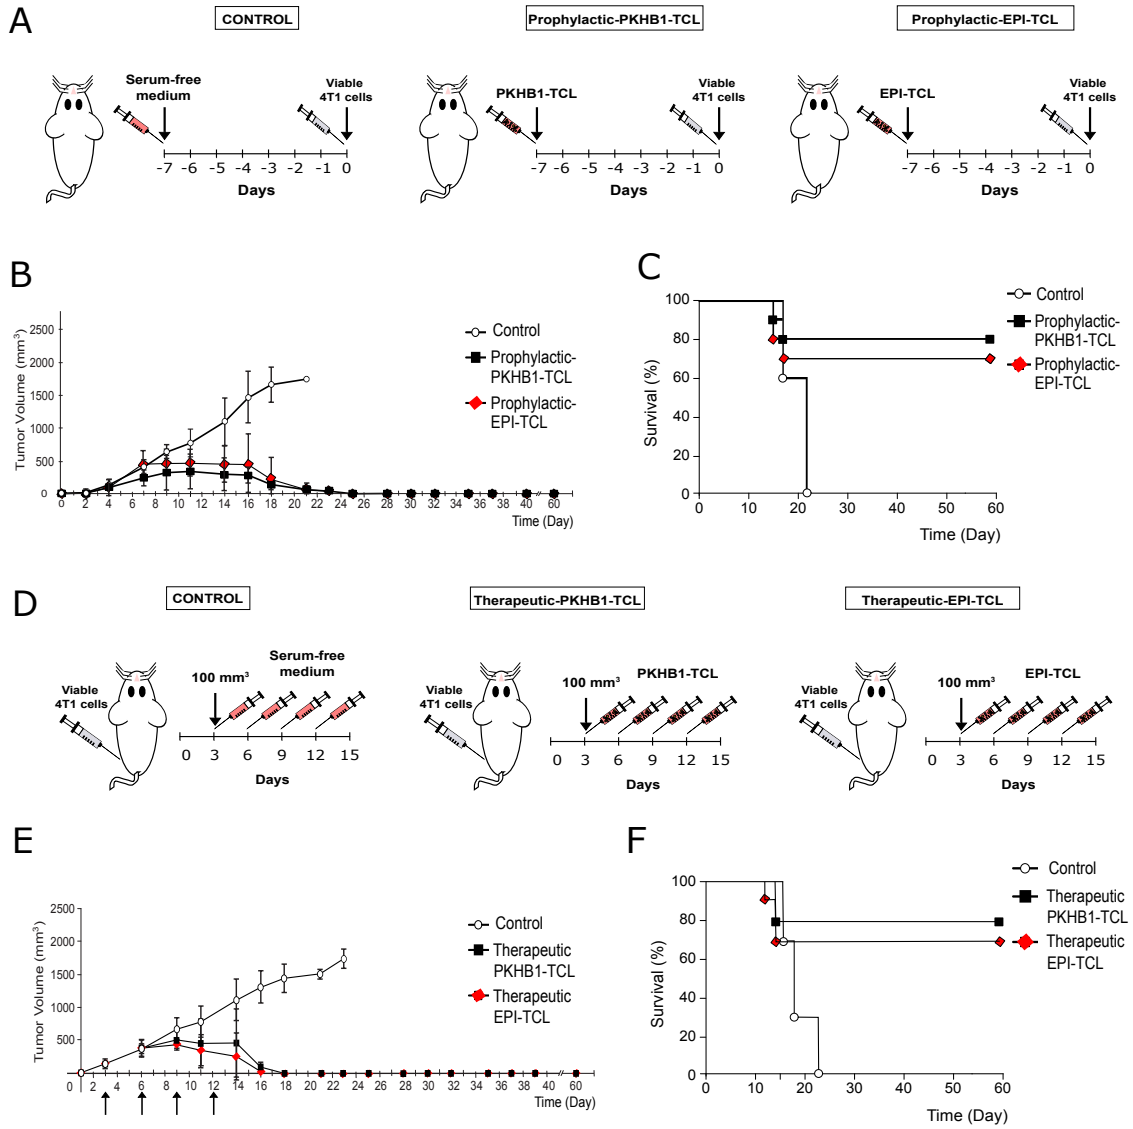 A
CONTROL
Prophylactic-PKHB1-TCL
Prophylactic-EPI-TCL
Serum-free
medium
Viable
4T1 cells
-7 -6 -5 -4 -3 -2 -1 0
Days
PKHB1-TCL
Viable
4T1 cells
-7 -6 -5 -4 -3 -2 -1 0
Days
EPI-TCL
Viable
4T1 cells
-7 -6 -5 -4 -3 -2 -1 0
Days
B
Tumor Volume (mm³)
2500
2000
1500
1000
500
0
0 2 4 6 8 10 12 14 16 18 20 22 24 26 28 30 32 34 36 38 40 60
Time (Day)
Control
Prophylactic-
PKHB1-TCL
Prophylactic-
EPI-TCL
C
Survival (%)
100
80
60
40
20
0
0 10 20 30 40 50 60
Time (Day)
Control
Prophylactic-
PKHB1-TCL
Prophylactic-
EPI-TCL
D
CONTROL
Therapeutic-PKHB1-TCL
Therapeutic-EPI-TCL
Viable
4T1 cells
100 mm³
Serum-free
medium
0 3 6 9 12 15
Days
Viable
4T1 cells
100 mm³
PKHB1-TCL
0 3 6 9 12 15
Days
Viable
4T1 cells
100 mm³
EPI-TCL
0 3 6 9 12 15
Days
E
Tumor Volume (mm³)
2500
2000
1500
1000
500
0 2 4 6 8 10 12 14 16 18 20 22 24 26 28 30 32 34 36 38 40 60
Time (Day)
Control
Therapeutic
PKHB1-TCL
Therapeutic
EPI-TCL
F
Survival (%)
100
80
60
40
20
0
0 10 20 30 40 50 60
Time (Day)
Control
Therapeutic
PKHB1-TCL
Therapeutic
EPI-TCL